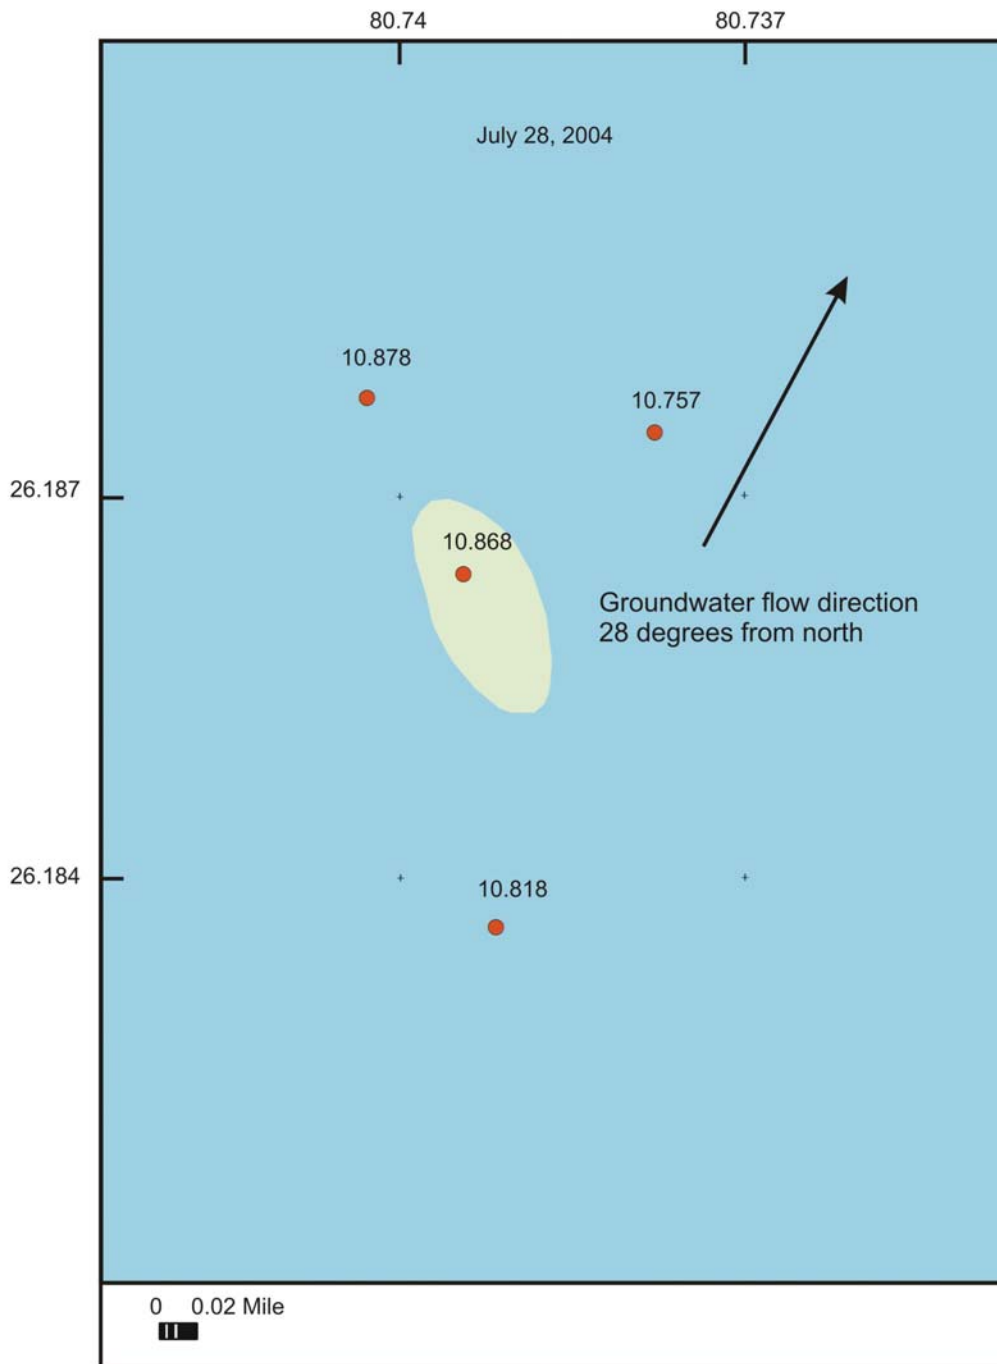 80.74
80.737
July 28, 2004
10.878
10.757
26.187
10.868
Groundwater flow direction
28 degrees from north
26.184
10.818
0 0.02 Mile